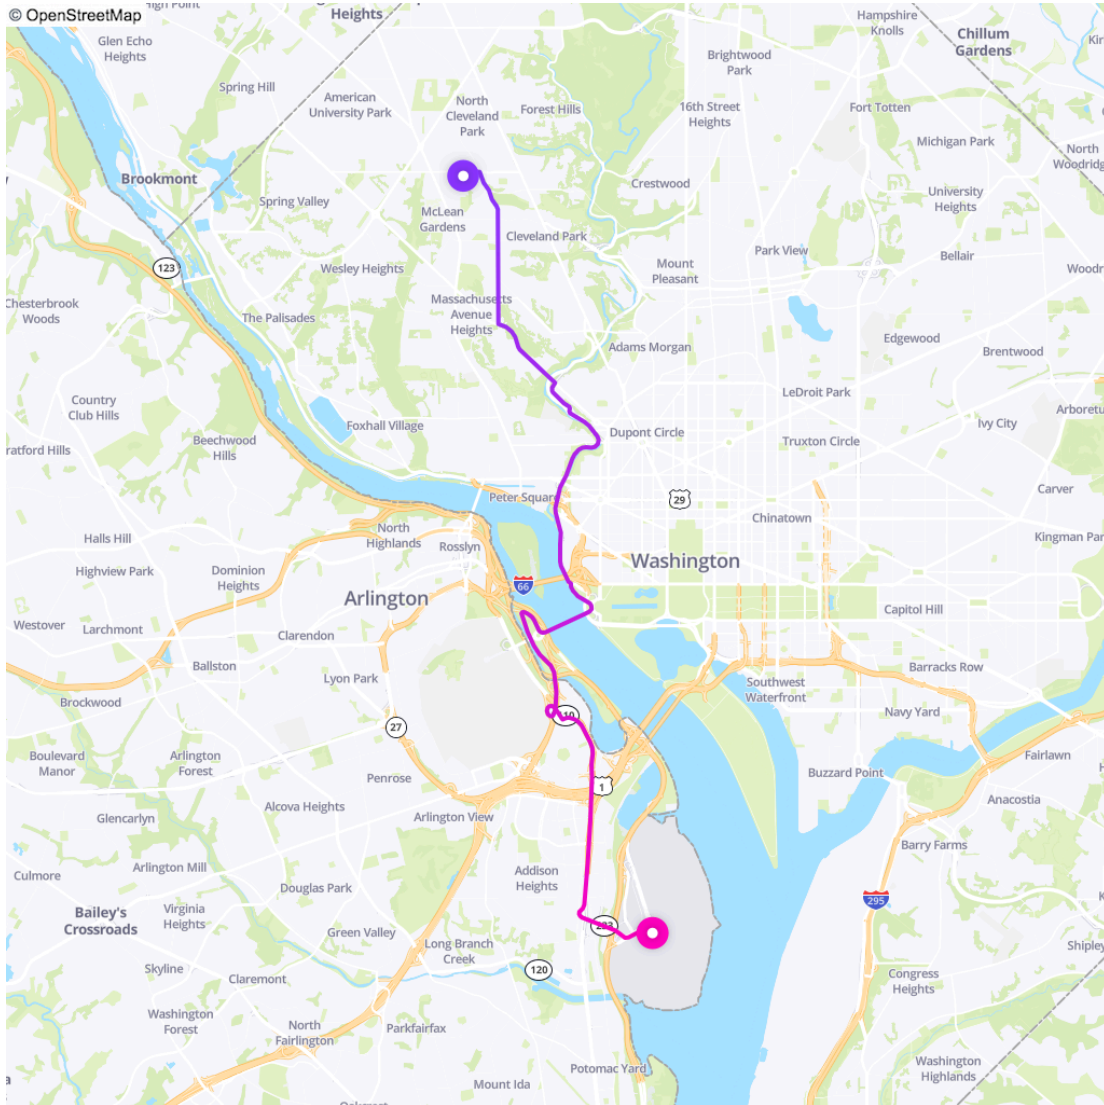 © OpenStreetMap
Heights
Hampshire
Knolls
Chillum
Gardens
Glen Echo
Heights
Brightwood
Park
Spring Hill
American
University Park
North
Cleveland
Park
Forest Hills
16th Street
Heights
Fort Totten
Michigan Park
North
Brookmont
Crestwood
University
Heights
Spring Valley
McLean
Gardens
Cleveland Park
Park View
Bellair
Mount
Pleasant
123
Wesley Heights
Chesterbrook
Woods
Massachusetts
Avenue
Heights
The Palisades
Edgewood
Adams Morgan
Brentwood
LeDroit Park
Country
Club Hills
Foxhall Village
Ivy City
Dupont Circle
Truxton Circle
Beechwood
Hills
Peter Square
29
Carver
Chinatown
North
Highlands
Halls Hill
Rosslyn
Washington
Highview Park
Dominion
Heights
66
Arlington
Capitol Hill
Westover
Larchmont
Clarendon
Ballston
Barracks Row
Lyon Park
Southwest
Waterfront
Brockwood
Navy Yard
27
Boulevard
Manor
Arlington
Forest
Fairlawn
Penrose
Buzzard Point
1
Alcova Heights
Anacostia
Glencarlyn
Arlington View
Barry Farms
Arlington Mill
Addison
Heights
Culmore
Douglas Park
295
Bailey's
Crossroads
Virginia
Heights
Green Valley
Long Branch
Creek
120
Skyline
Claremont
Congress
Heights
Washington
Forest
North
Fairlington
Parkfairfax
Potomac Yard
Washington
Highlands
Mount Ida